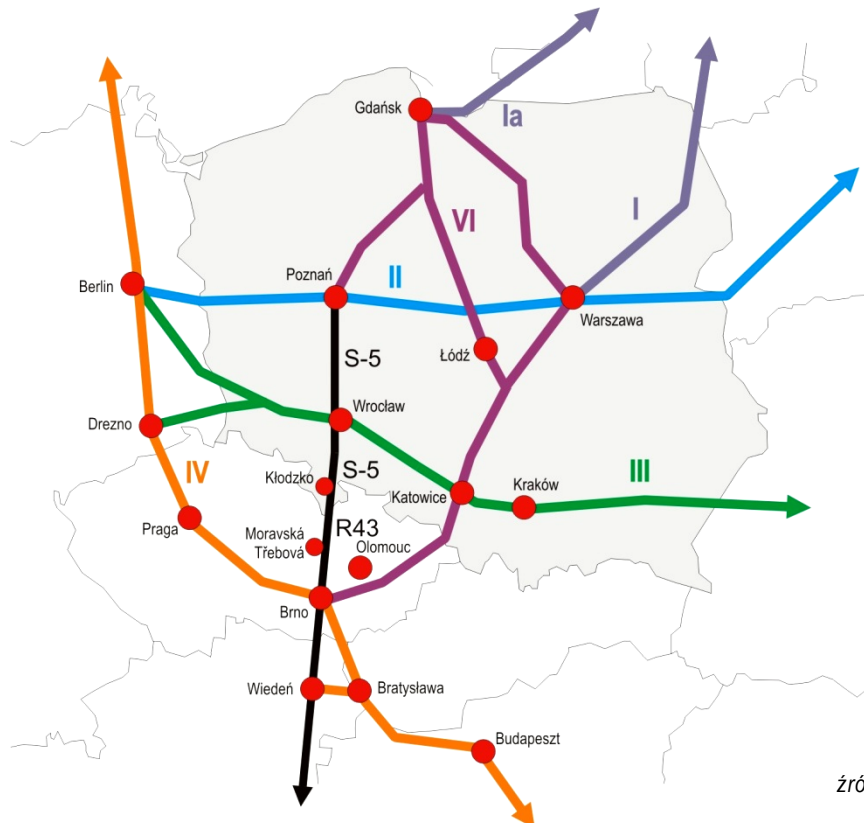 Gdańsk
Ia
VI
I
Poznań
Berlin
II
Warszawa
S-5
Łódź
Wrocław
Drezno
S-5
IV
Kłodzko
Katowice
Kraków
III
Praga
R43
Moravská
Třebová
Olomouc
Brno
Wiedeń
Bratysława
Budapeszt
źró